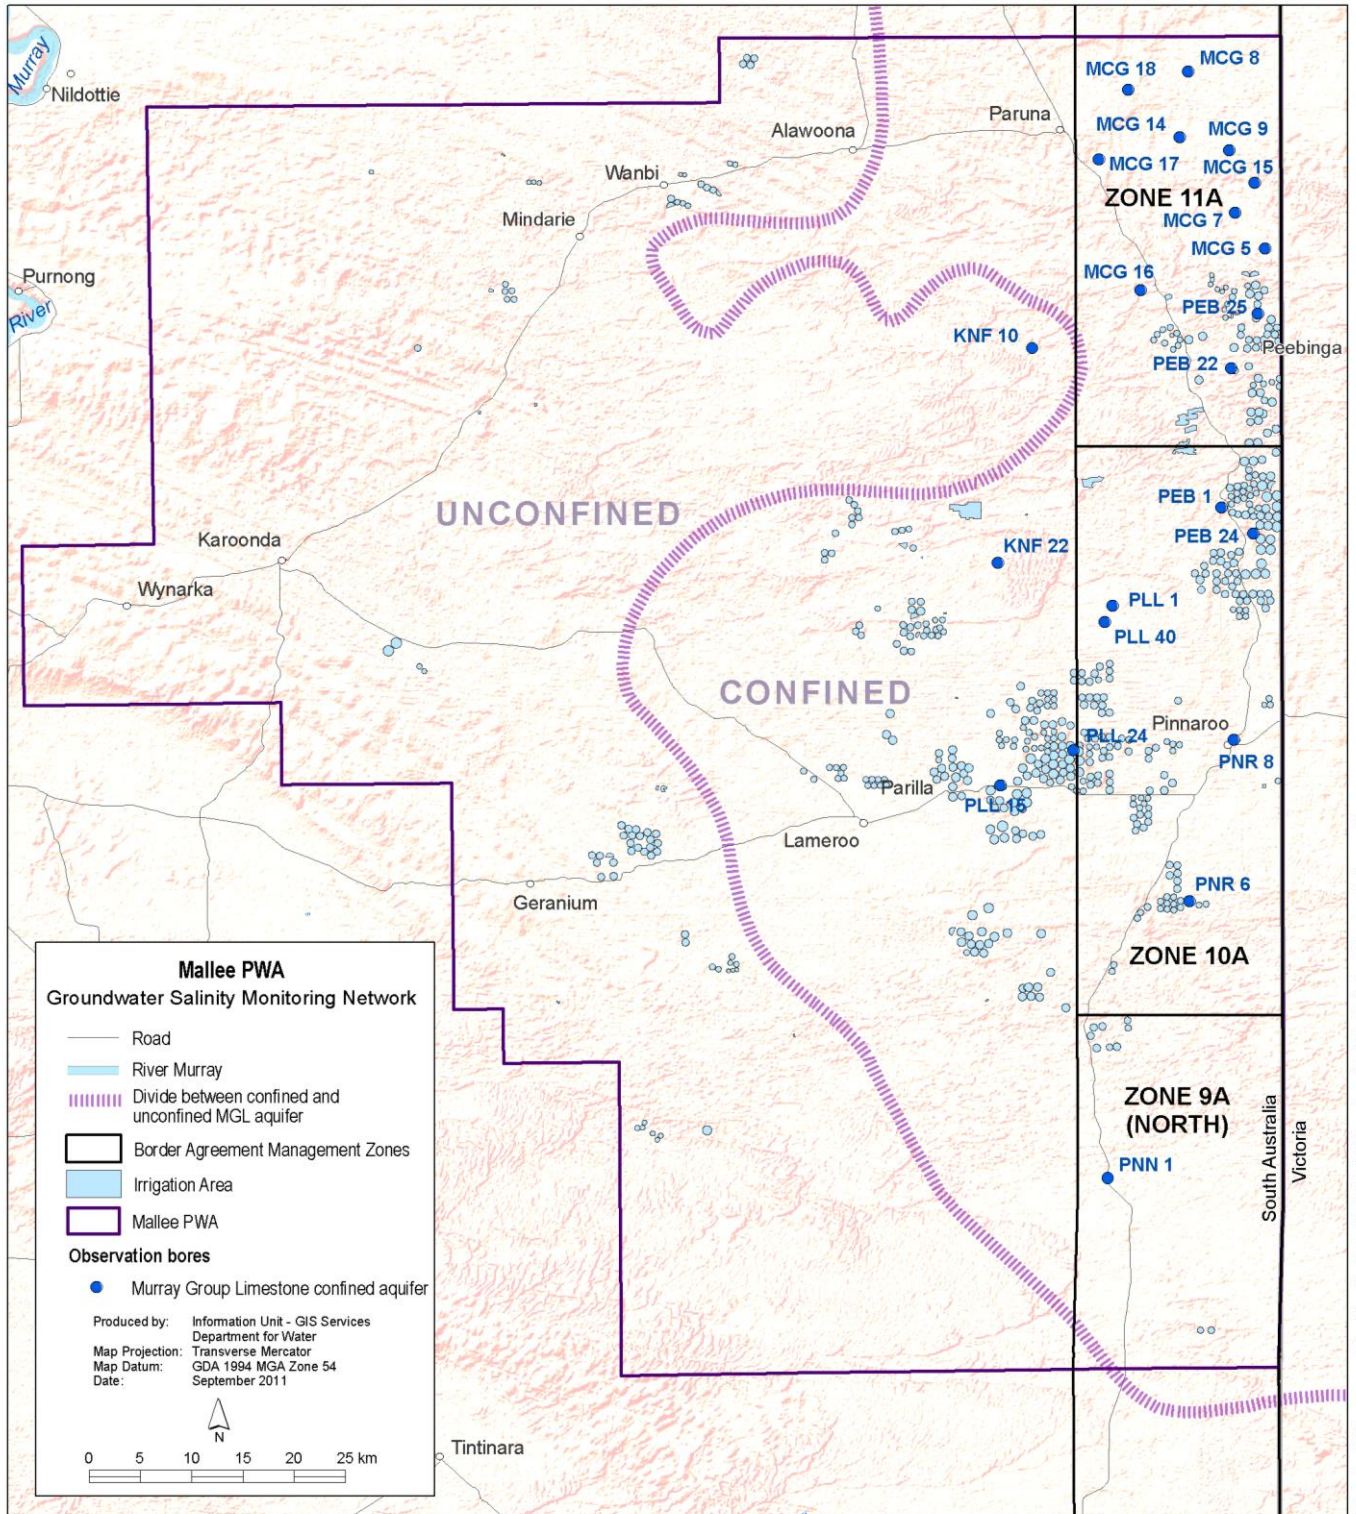 Murray
Nildottie
MCG 18
MCG 8
Paruna
Alawoona
MCG 14
MCG 9
Wanbi
MCG 17
MCG 15
ZONE 11A
Mindarie
MCG 7
MCG 5
Purnong
River
MCG 16
PEB 25
KNF 10
Peebinga
PEB 22
UNCONFINED
PEB 1
Karoonda
KNF 22
PEB 24
Wynarka
PLL 1
PLL 40
CONFINED
Pinnaroo
PLL 24
PNR 8
Parilla
PLL 15
Lameroo
Geranium
PNR 6
ZONE 10A
ZONE 9A
(NORTH)
South Australia
Victoria
PNN 1
Mallee PWA
Groundwater Salinity Monitoring Network
Road
River Murray
Divide between confined and
unconfined MGL aquifer
Border Agreement Management Zones
Irrigation Area
Mallee PWA
Observation bores
Murray Group Limestone confined aquifer
Produced by: Information Unit - GIS Services
Department for Water
Map Projection: Transverse Mercator
Map Datum: GDA 1994 MGA Zone 54
Date: September 2011
N
0 5 10 15 20 25 km
Tintinara